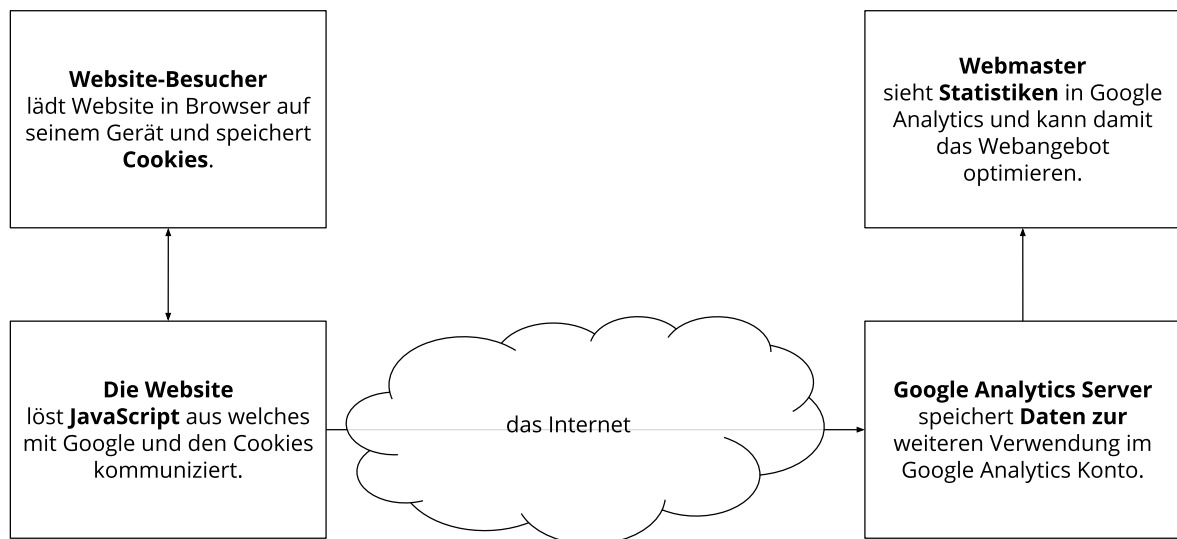 Website-Besucher
lädt Website in Browser auf
seinem Gerät und speichert
Cookies.
Webmaster
sieht Statistiken in Google
Analytics und kann damit
das Webangebot
optimieren.
Die Website
löst JavaScript aus welches
mit Google und den Cookies
kommuniziert.
das Internet
Google Analytics Server
speichert Daten zur
weiteren Verwendung im
Google Analytics Konto.